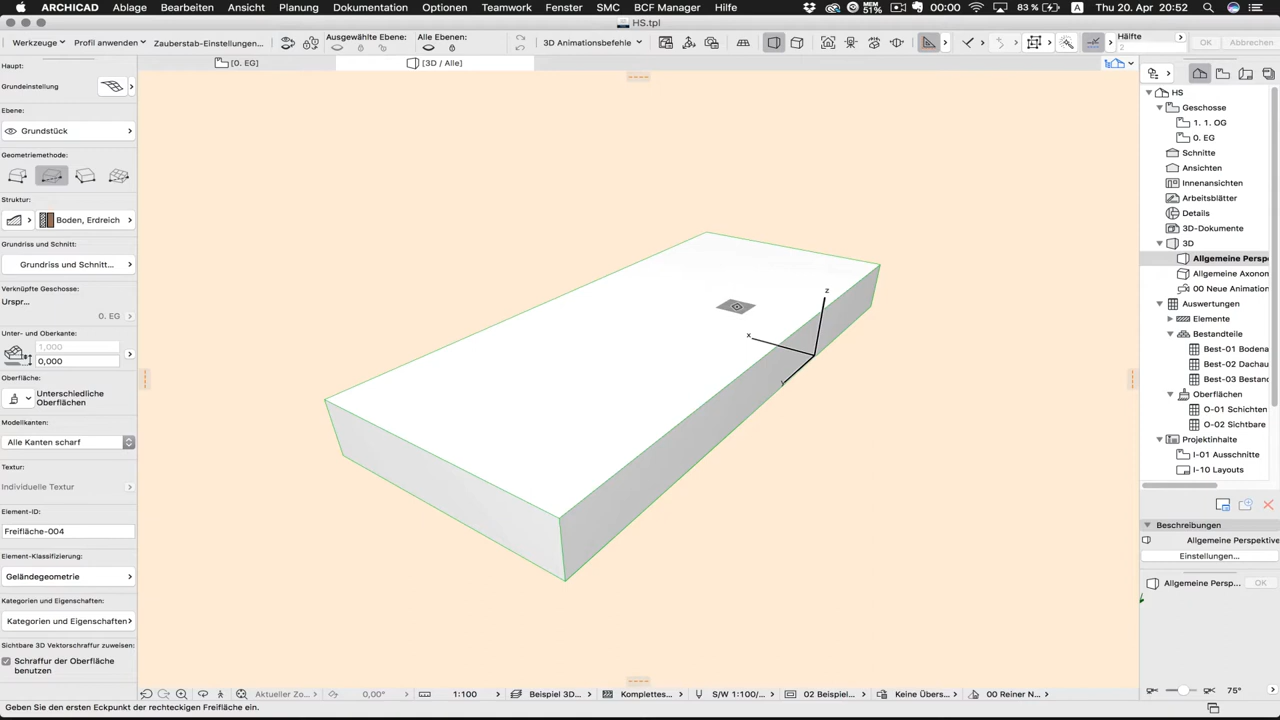 ARCHICAD Ablage Bearbeiten Ansicht Planung Dokumentation Optionen Teamwork Fenster SMC BCF Manager Hilfe MEM 51% 00:00 83 % A Thu 20. Apr 20:52
HS.tpl
Werkzeuge Profil anwenden Zauberstab-Einstellungen... Ausgewählte Ebene: Alle Ebenen: 3D Animationsbefehle Hälfte 2 OK Abbrechen
[0. EG] [3D / Alle]
Haupt:
Grundeinstellung
Ebene:
Grundstück
Geometriemethode:
Struktur:
Boden, Erdreich
Grundriss und Schnitt:
Grundriss und Schnitt...
Verknüpfte Geschosse:
Urspr...
0. EG
Unter- und Oberkante:
1,000
0,000
Oberfläche:
Unterschiedliche
Oberflächen
Modellkanten:
Alle Kanten scharf
Textur:
Individuelle Textur
Element-ID:
Freifläche-004
Element-Klassifizierung:
Geländegeometrie
Kategorien und Eigenschaften:
Kategorien und Eigenschaften
Sichtbare 3D Vektorschraffur zuweisen:
Schraffur der Oberfläche
benutzen
z
x
y
HS
Geschosse
1. 1. OG
0. EG
Schnitte
Ansichten
Innenansichten
Arbeitsblätter
Details
3D-Dokumente
3D
Allgemeine Perspe
Allgemeine Axonom
00 Neue Animation
Auswertungen
Elemente
Bestandteile
Best-01 Bodena
Best-02 Dachau
Best-03 Bestand
Oberflächen
O-01 Schichten
O-02 Sichtbare
Projektinhalte
I-01 Ausschnitte
I-10 Layouts
Beschreibungen
Allgemeine Perspektive
Einstellungen...
Allgemeine Persp... OK
Aktueller Zo... 0,00° 1:100 Beispiel 3D... Komplettes... S/W 1:100/... 02 Beispiel... Keine Übers... 00 Reiner N... 75°
Geben Sie den ersten Eckpunkt der rechteckigen Freifläche ein.